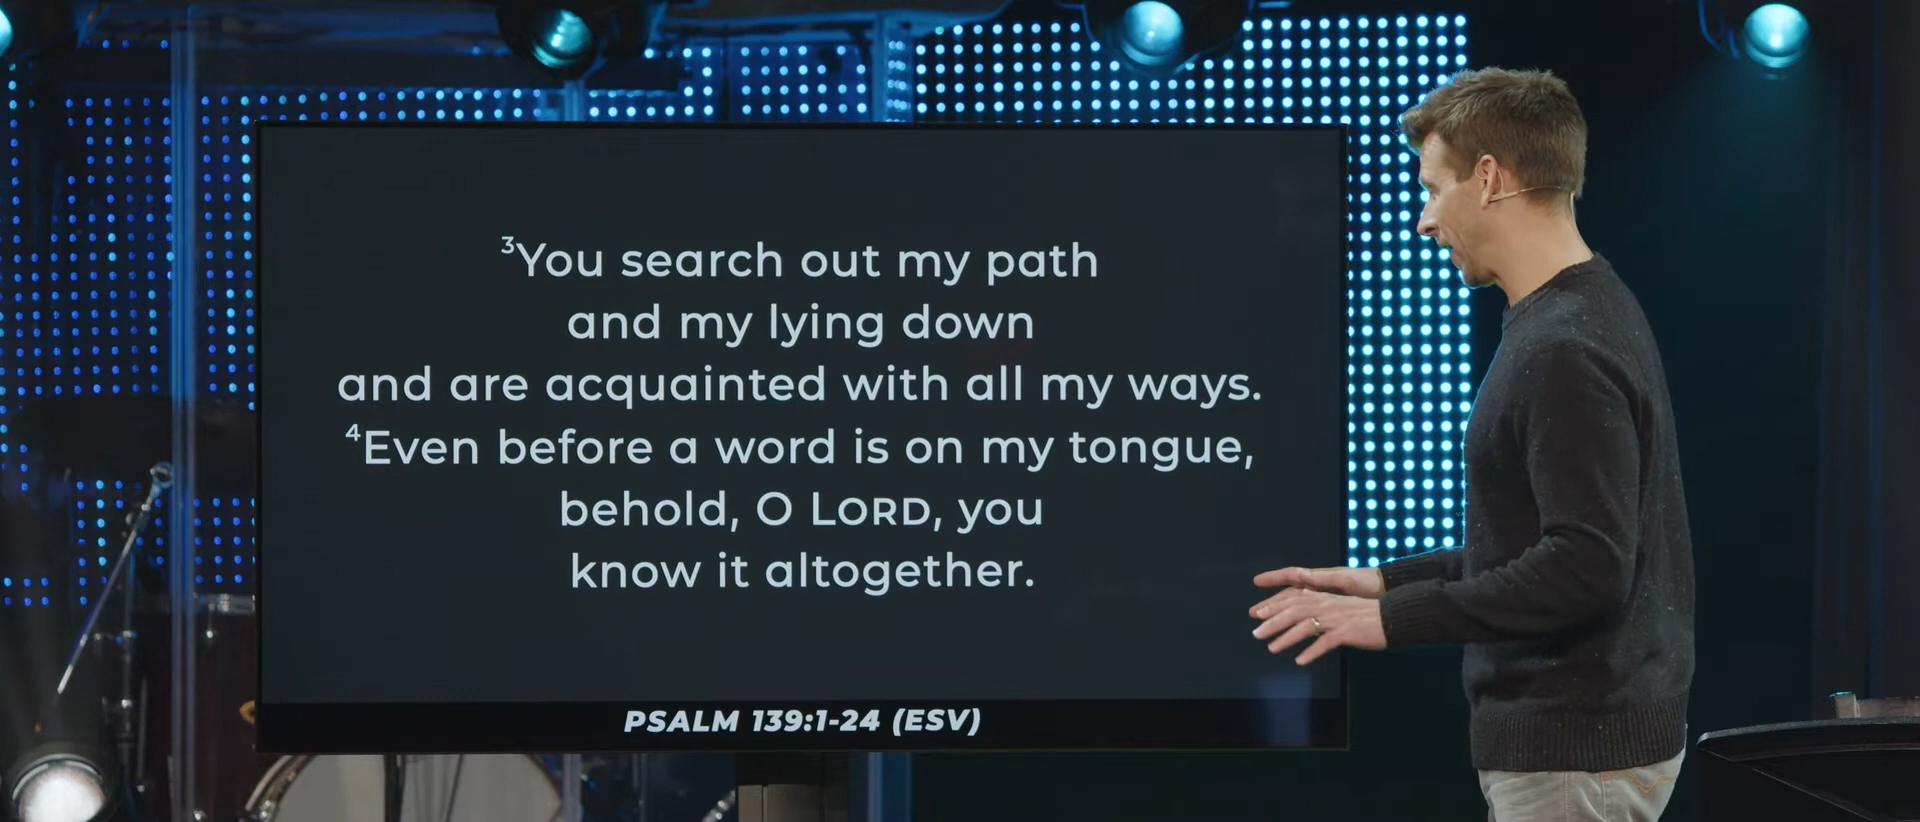 ³You search out my path
and my lying down
and are acquainted with all my ways.
⁴Even before a word is on my tongue,
behold, O LORD, you
know it altogether.
PSALM 139:1-24 (ESV)